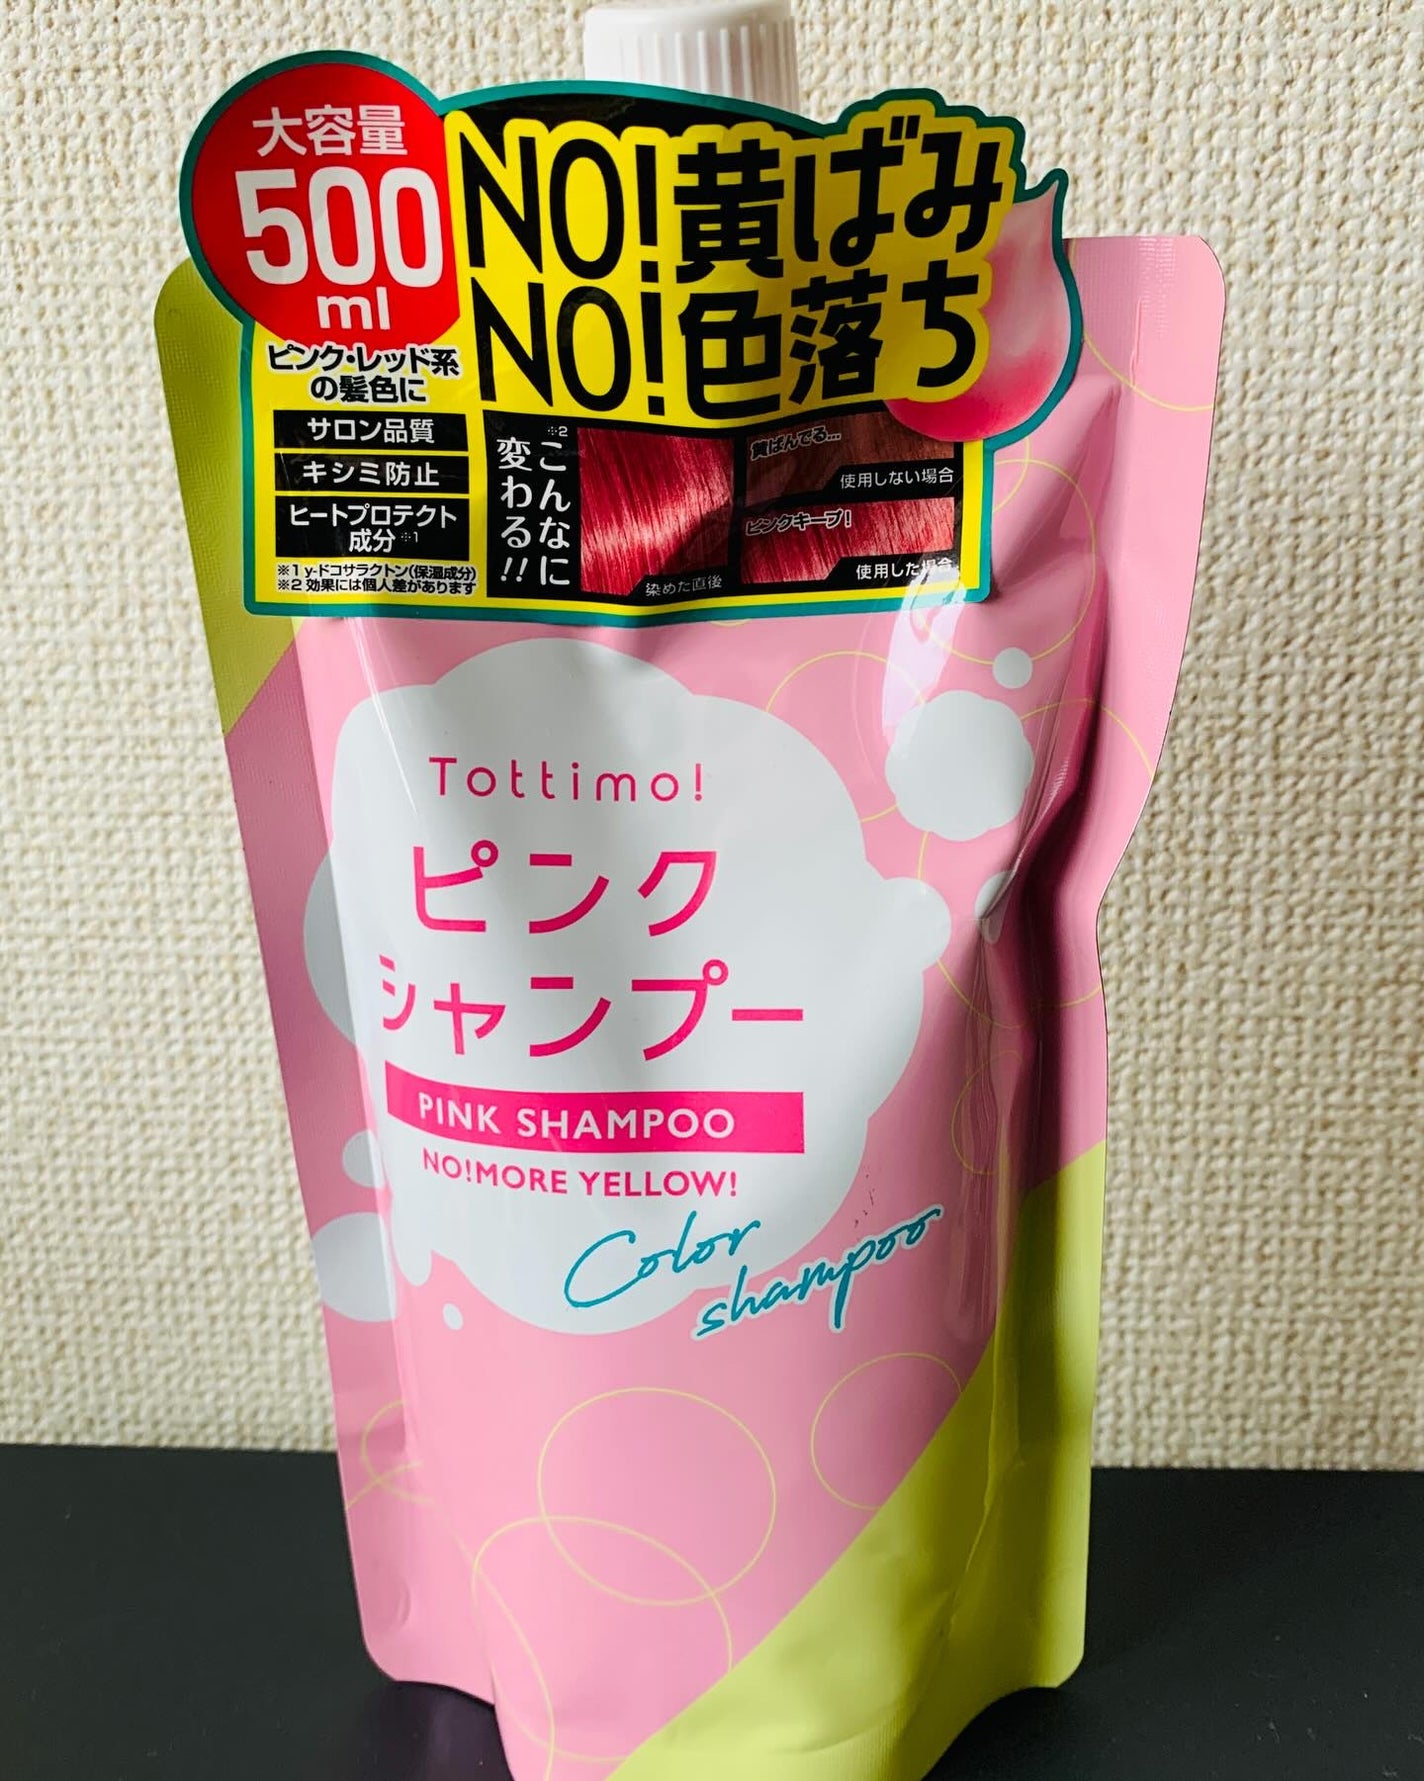 大容量
500
ml
NO!黄ばみ
NO!色落ち
ピンク・レッド系
の髪色に
サロン品質
キシミ防止
ヒートプロテクト
成分※1
※1 γ-ドコサラクトン(保湿成分)
※2 効果には個人差があります
※2
こんなに
変わる!!
染めた直後
黄ばんでる...
使用しない場合
ピンクキープ!
使用した場合
Tottimo!
ピンク
シャンプー
PINK SHAMPOO
NO!MORE YELLOW!
Color
shampoo